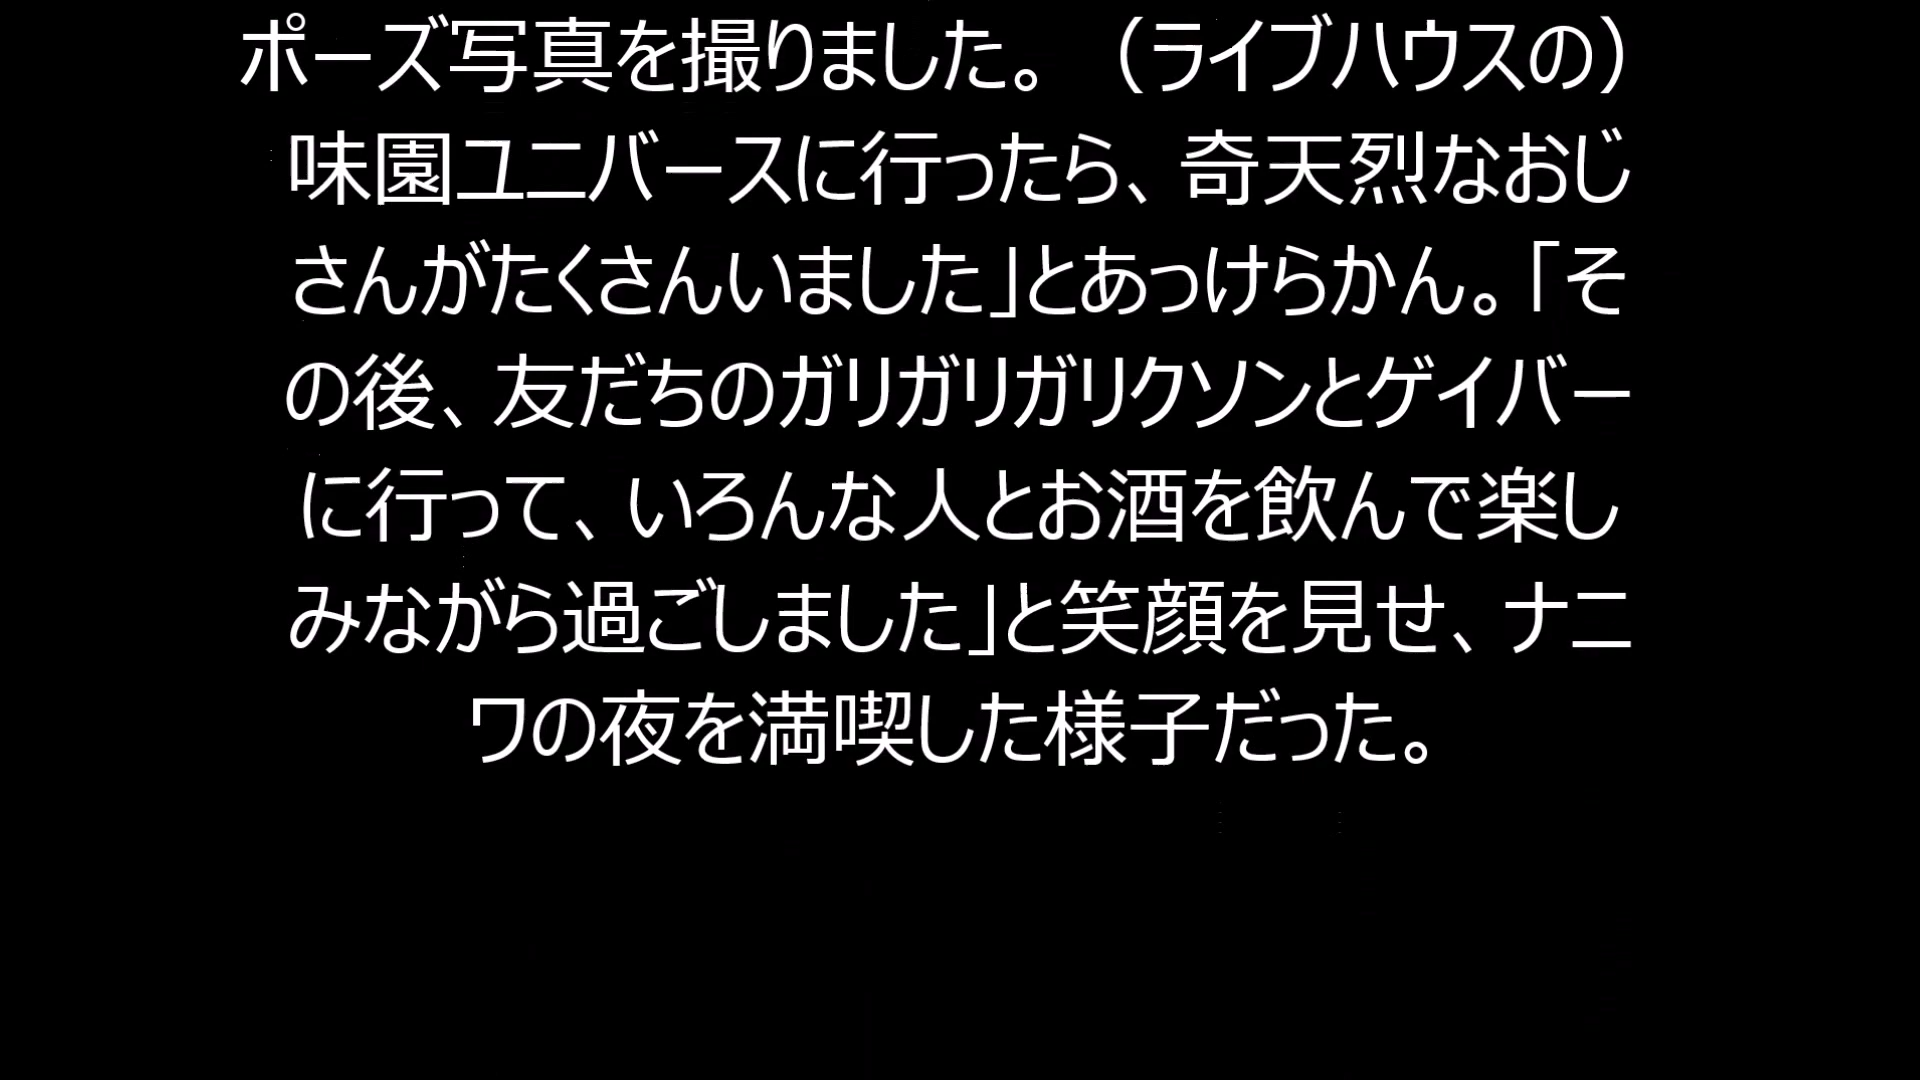 ポーズ写真を撮りました。（ライブハウスの）
味園ユニバースに行ったら、奇天烈なおじ
さんがたくさんいました」とあっけらかん。「そ
の後、友だちのガリガリガリクソンとゲイバー
に行って、いろんな人とお酒を飲んで楽し
みながら過ごしました」と笑顔を見せ、ナニ
ワの夜を満喫した様子だった。